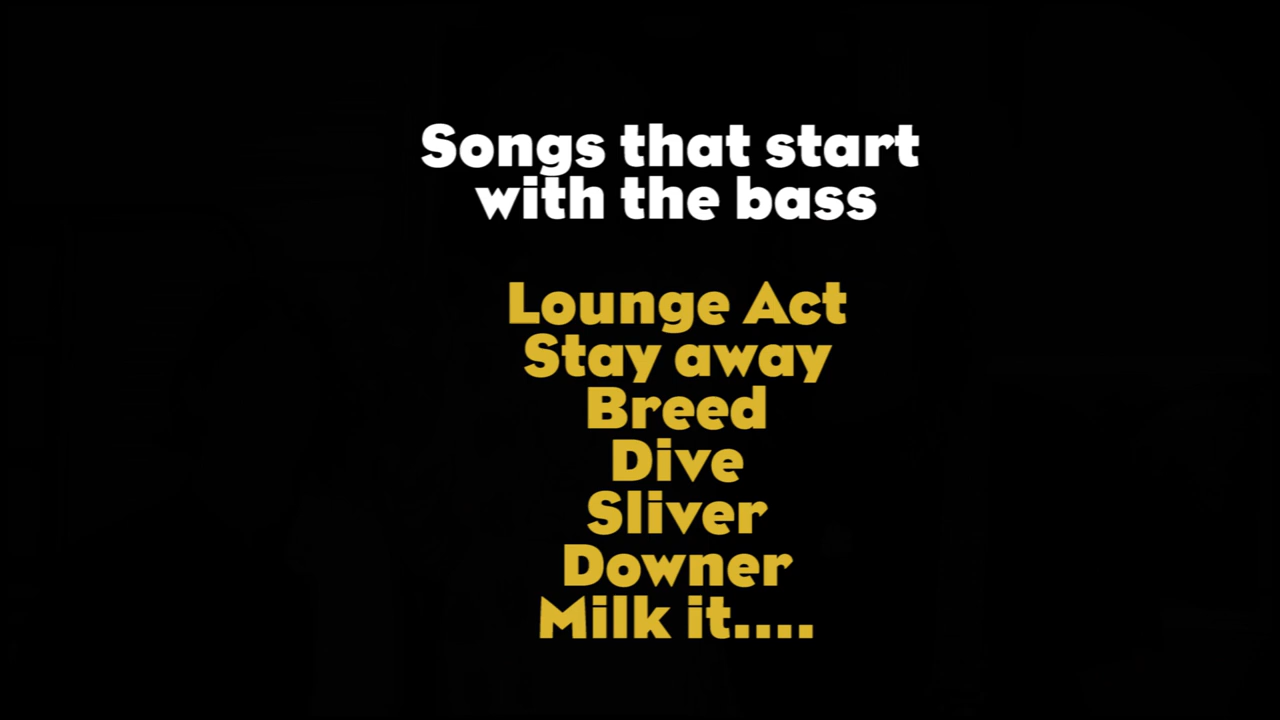 Songs that start
with the bass
Lounge Act
Stay away
Breed
Dive
Sliver
Downer
Milk it....